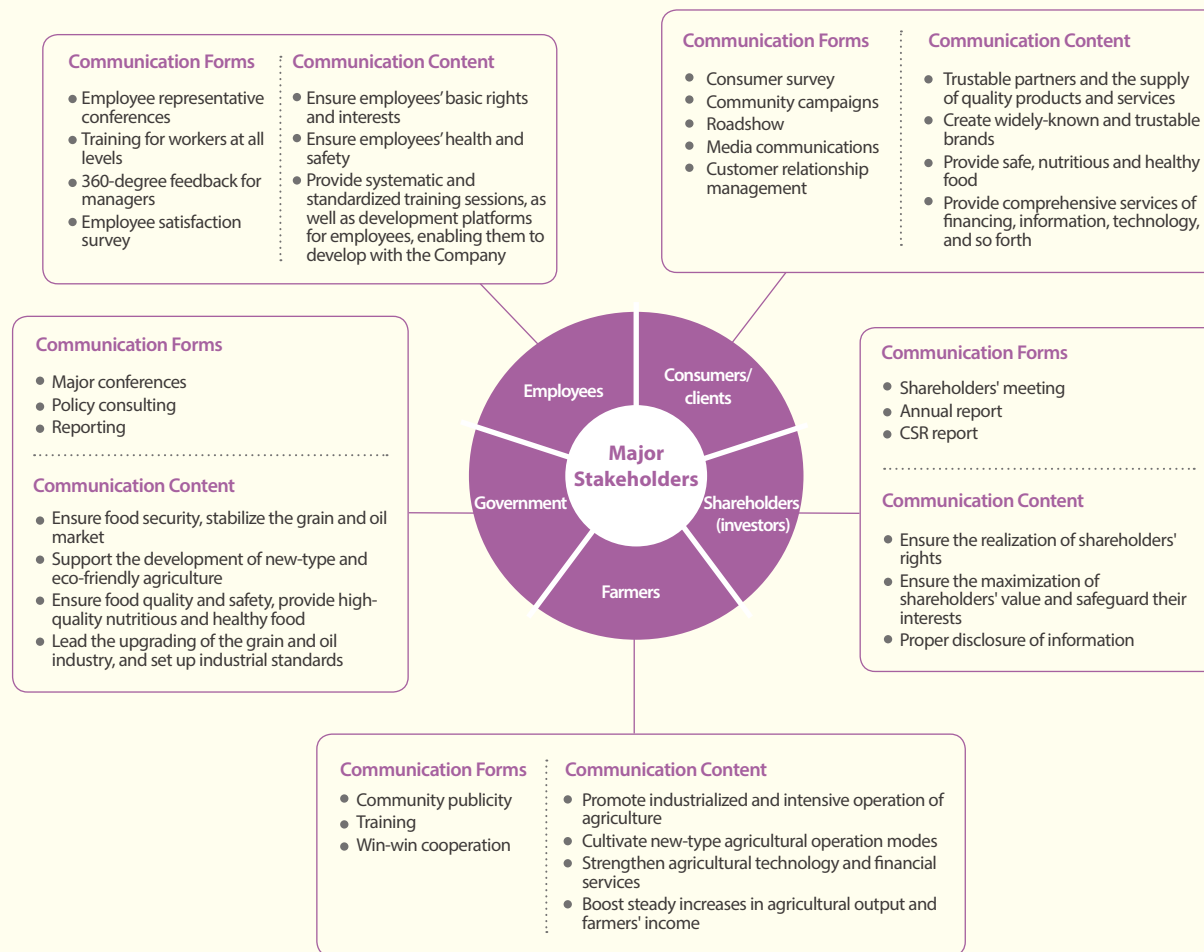 Communication Forms
Employee representative
conferences
Training for workers at all
levels
360-degree feedback for
managers
Employee satisfaction
survey
Communication Content
Ensure employees' basic rights
and interests
Ensure employees' health and
safety
Provide systematic and
standardized training sessions, as
well as development platforms
for employees, enabling them to
develop with the Company
Communication Forms
Consumer survey
Community campaigns
Roadshow
Media communications
Customer relationship
management
Communication Content
Trustable partners and the supply
of quality products and services
Create widely-known and trustable
brands
Provide safe, nutritious and healthy
food
Provide comprehensive services of
financing, information, technology,
and so forth
Communication Forms
Major conferences
Policy consulting
Reporting
Communication Content
Ensure food security, stabilize the grain and oil
market
Support the development of new-type and
eco-friendly agriculture
Ensure food quality and safety, provide high-
quality nutritious and healthy food
Lead the upgrading of the grain and oil
industry, and set up industrial standards
Employees
Consumers/
clients
Major
Stakeholders
Government
Shareholders
(investors)
Farmers
Communication Forms
Shareholders' meeting
Annual report
CSR report
Communication Content
Ensure the realization of shareholders'
rights
Ensure the maximization of
shareholders' value and safeguard their
interests
Proper disclosure of information
Communication Forms
Community publicity
Training
Win-win cooperation
Communication Content
Promote industrialized and intensive operation of
agriculture
Cultivate new-type agricultural operation modes
Strengthen agricultural technology and financial
services
Boost steady increases in agricultural output and
farmers' income